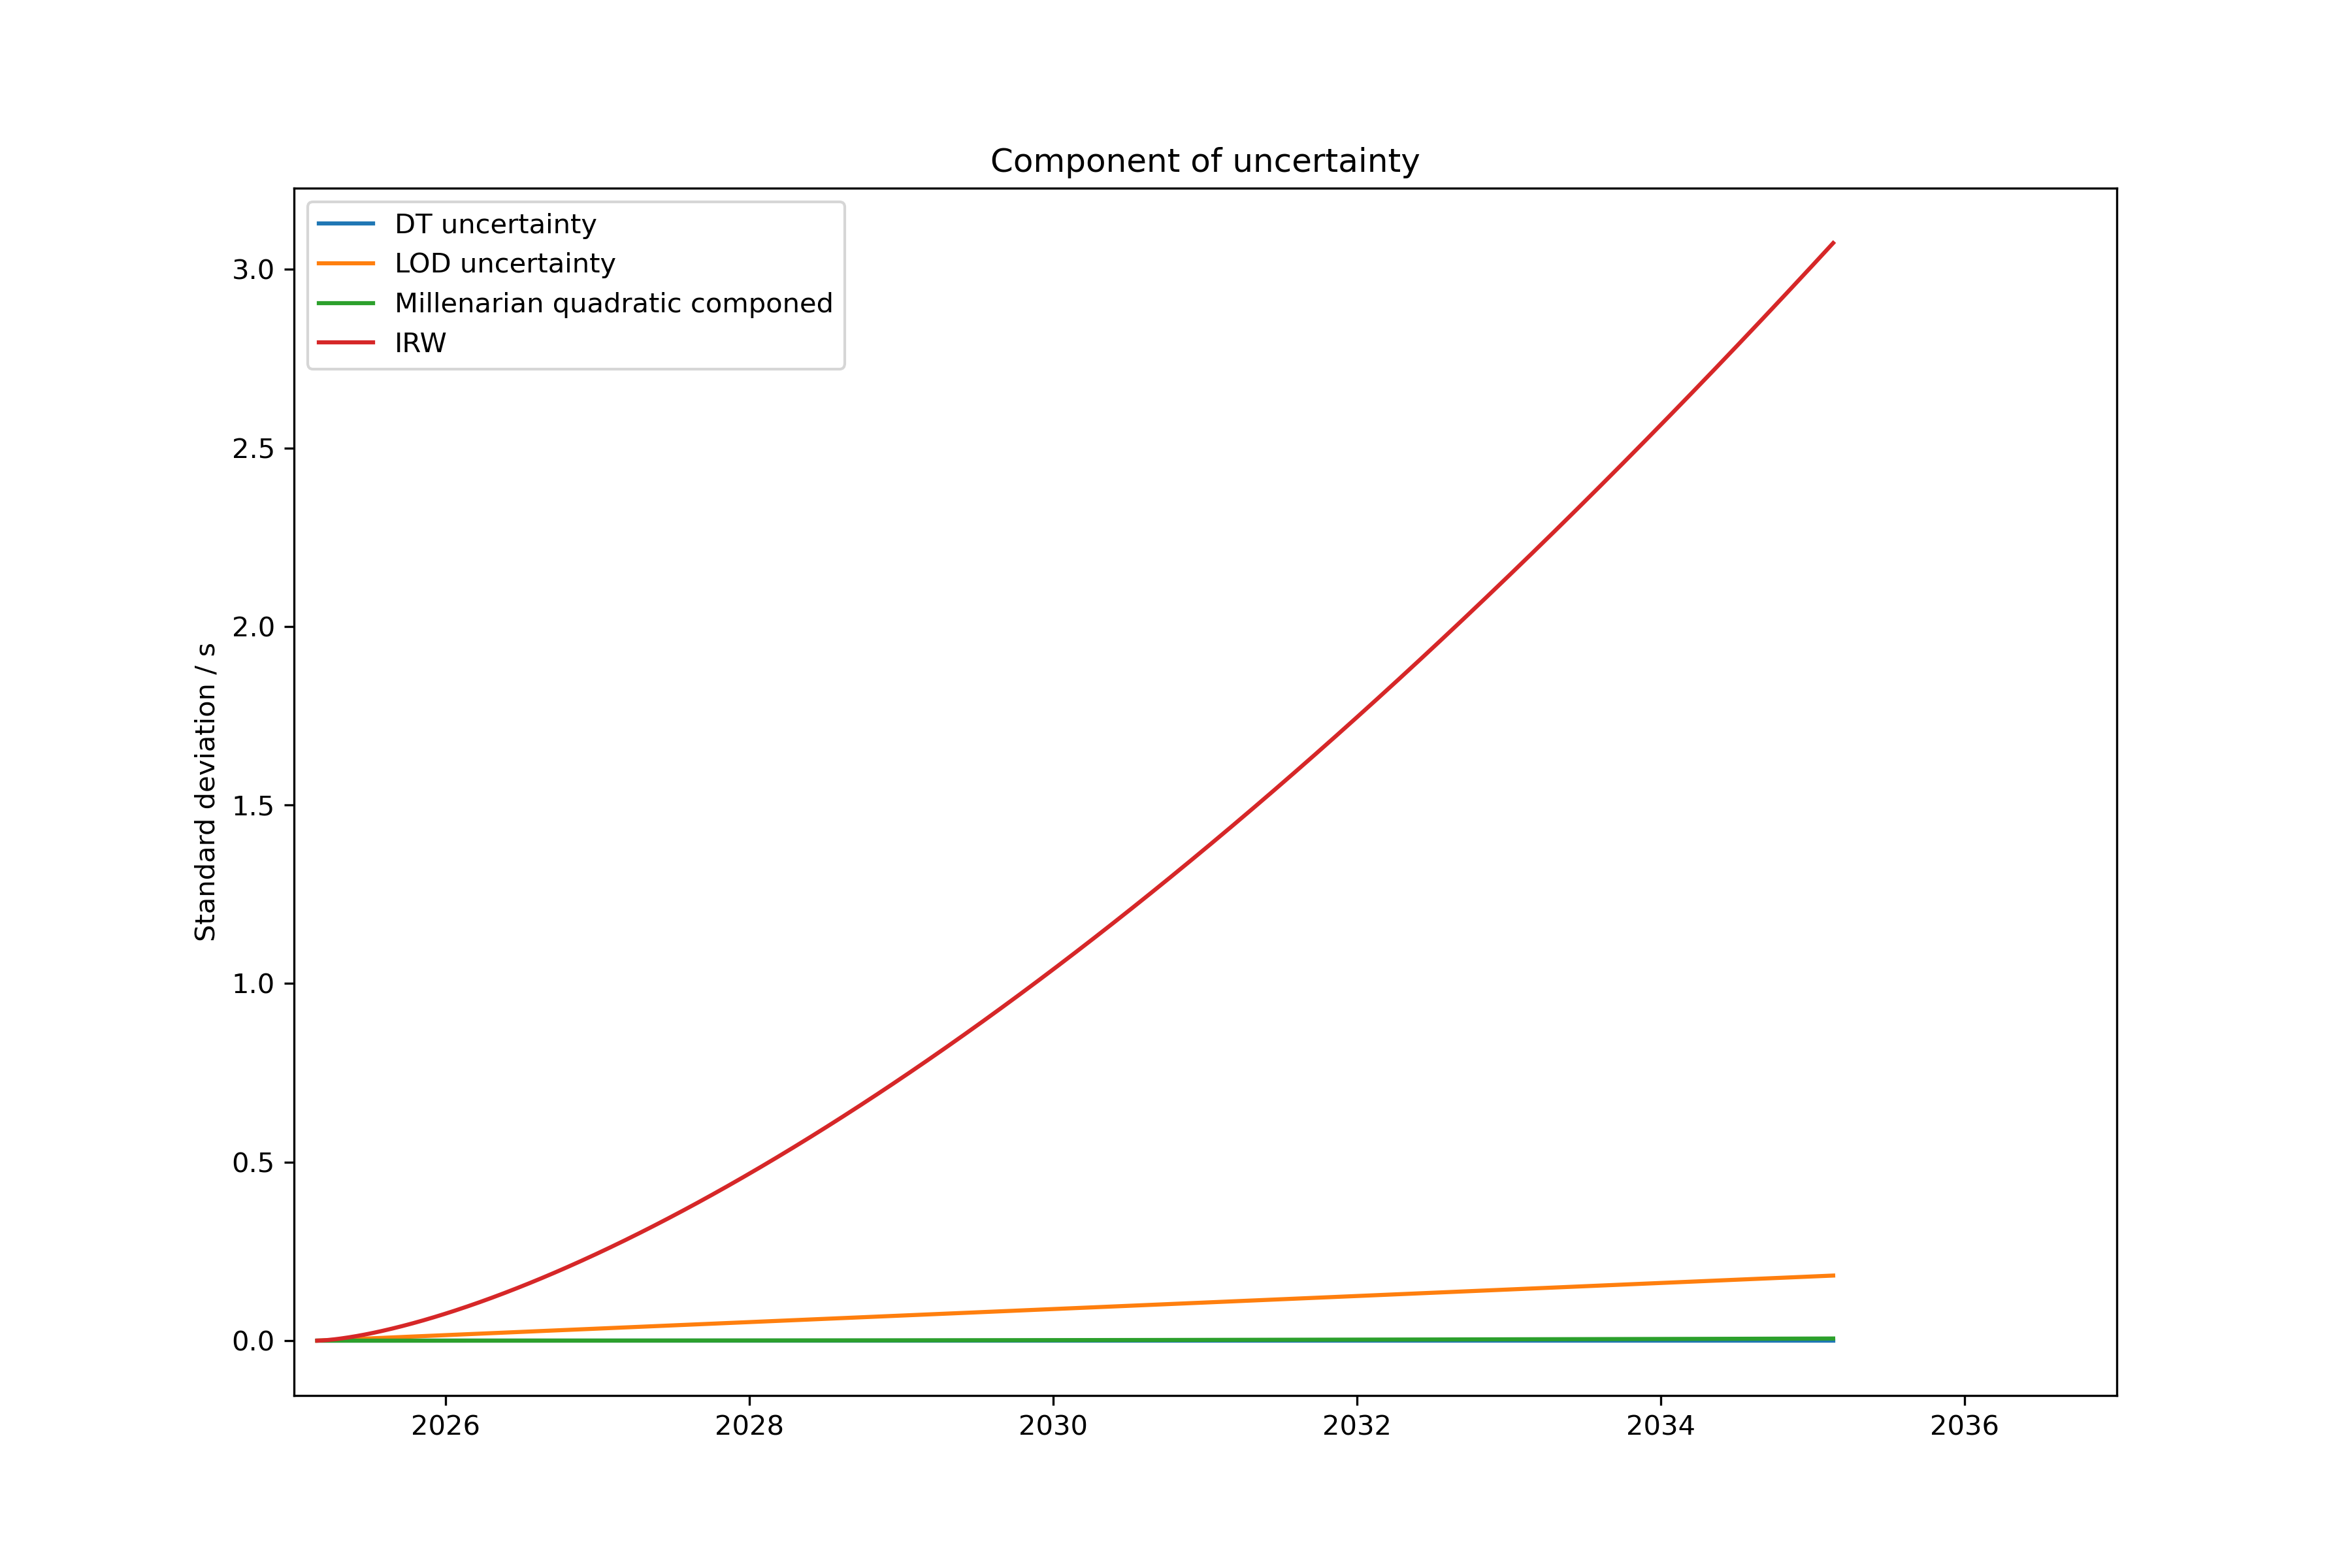 Component of uncertainty
DT uncertainty
LOD uncertainty
Millenarian quadratic componed
IRW
Standard deviation / s
3.0
2.5
2.0
1.5
1.0
0.5
0.0
2026 2028 2030 2032 2034 2036